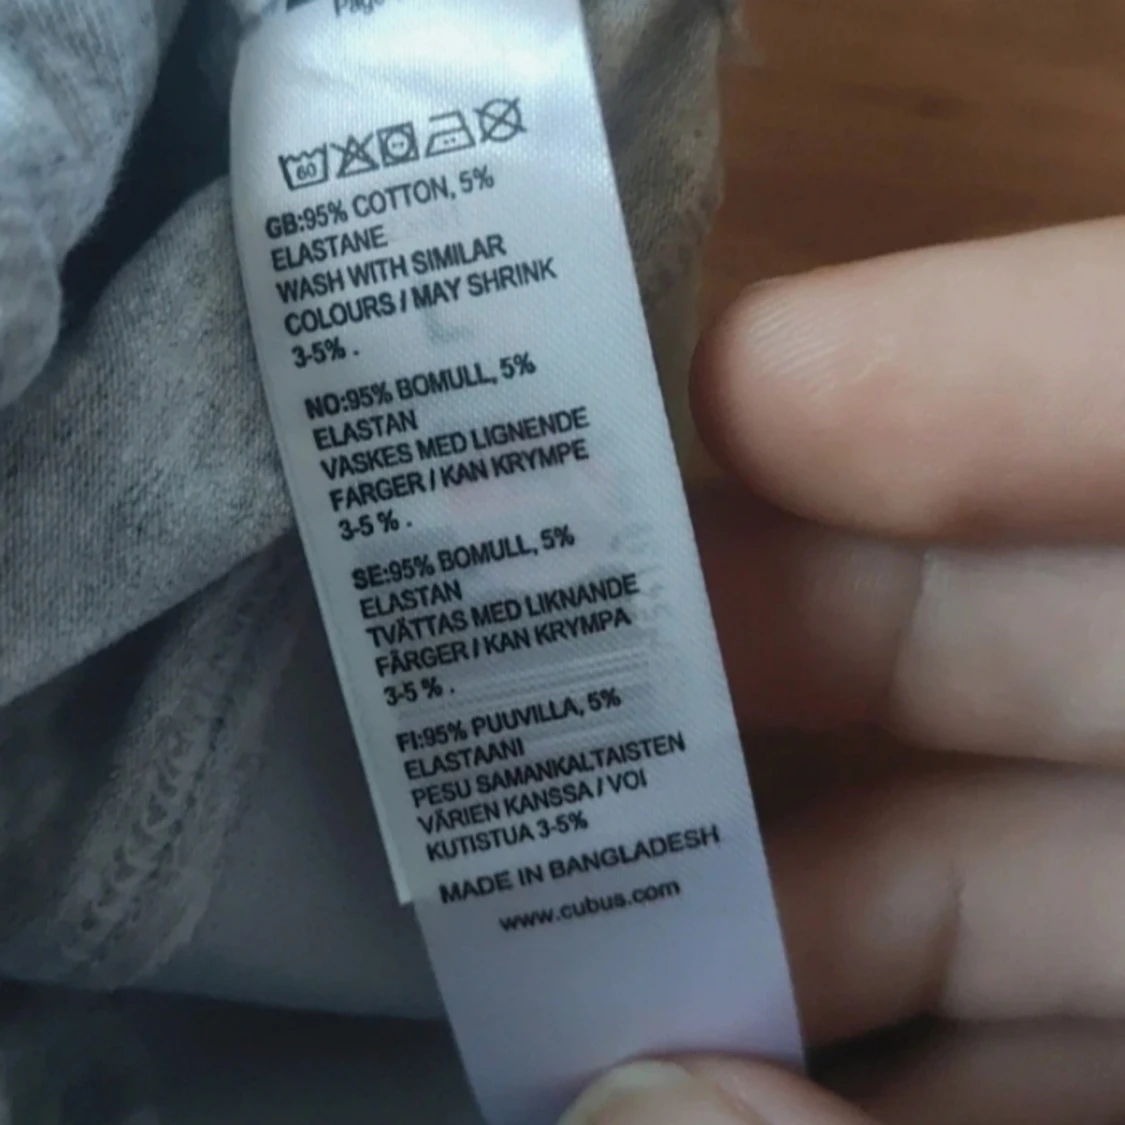 Page
60
GB:95% COTTON, 5%
ELASTANE
WASH WITH SIMILAR
COLOURS / MAY SHRINK
3-5% .
NO:95% BOMULL, 5%
ELASTAN
VASKES MED LIGNENDE
FARGER / KAN KRYMPE
3-5 % .
SE:95% BOMULL, 5%
ELASTAN
TVÄTTAS MED LIKNANDE
FÄRGER / KAN KRYMPA
3-5 % .
FI:95% PUUVILLA, 5%
ELASTAANI
PESU SAMANKALTAISTEN
VÄRIEN KANSSA / VOI
KUTISTUA 3-5%
MADE IN BANGLADESH
www.cubus.com